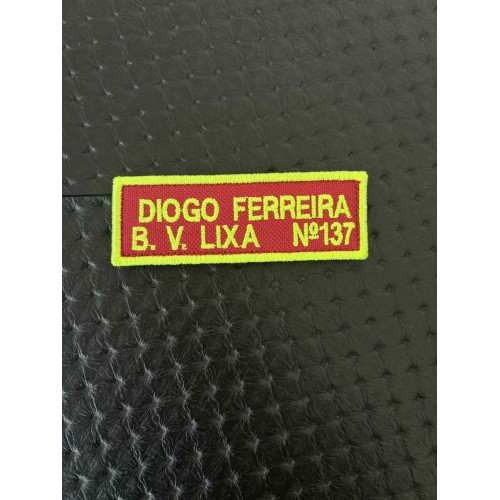 DIOGO FERREIRA
B. V. LIXA Nº137